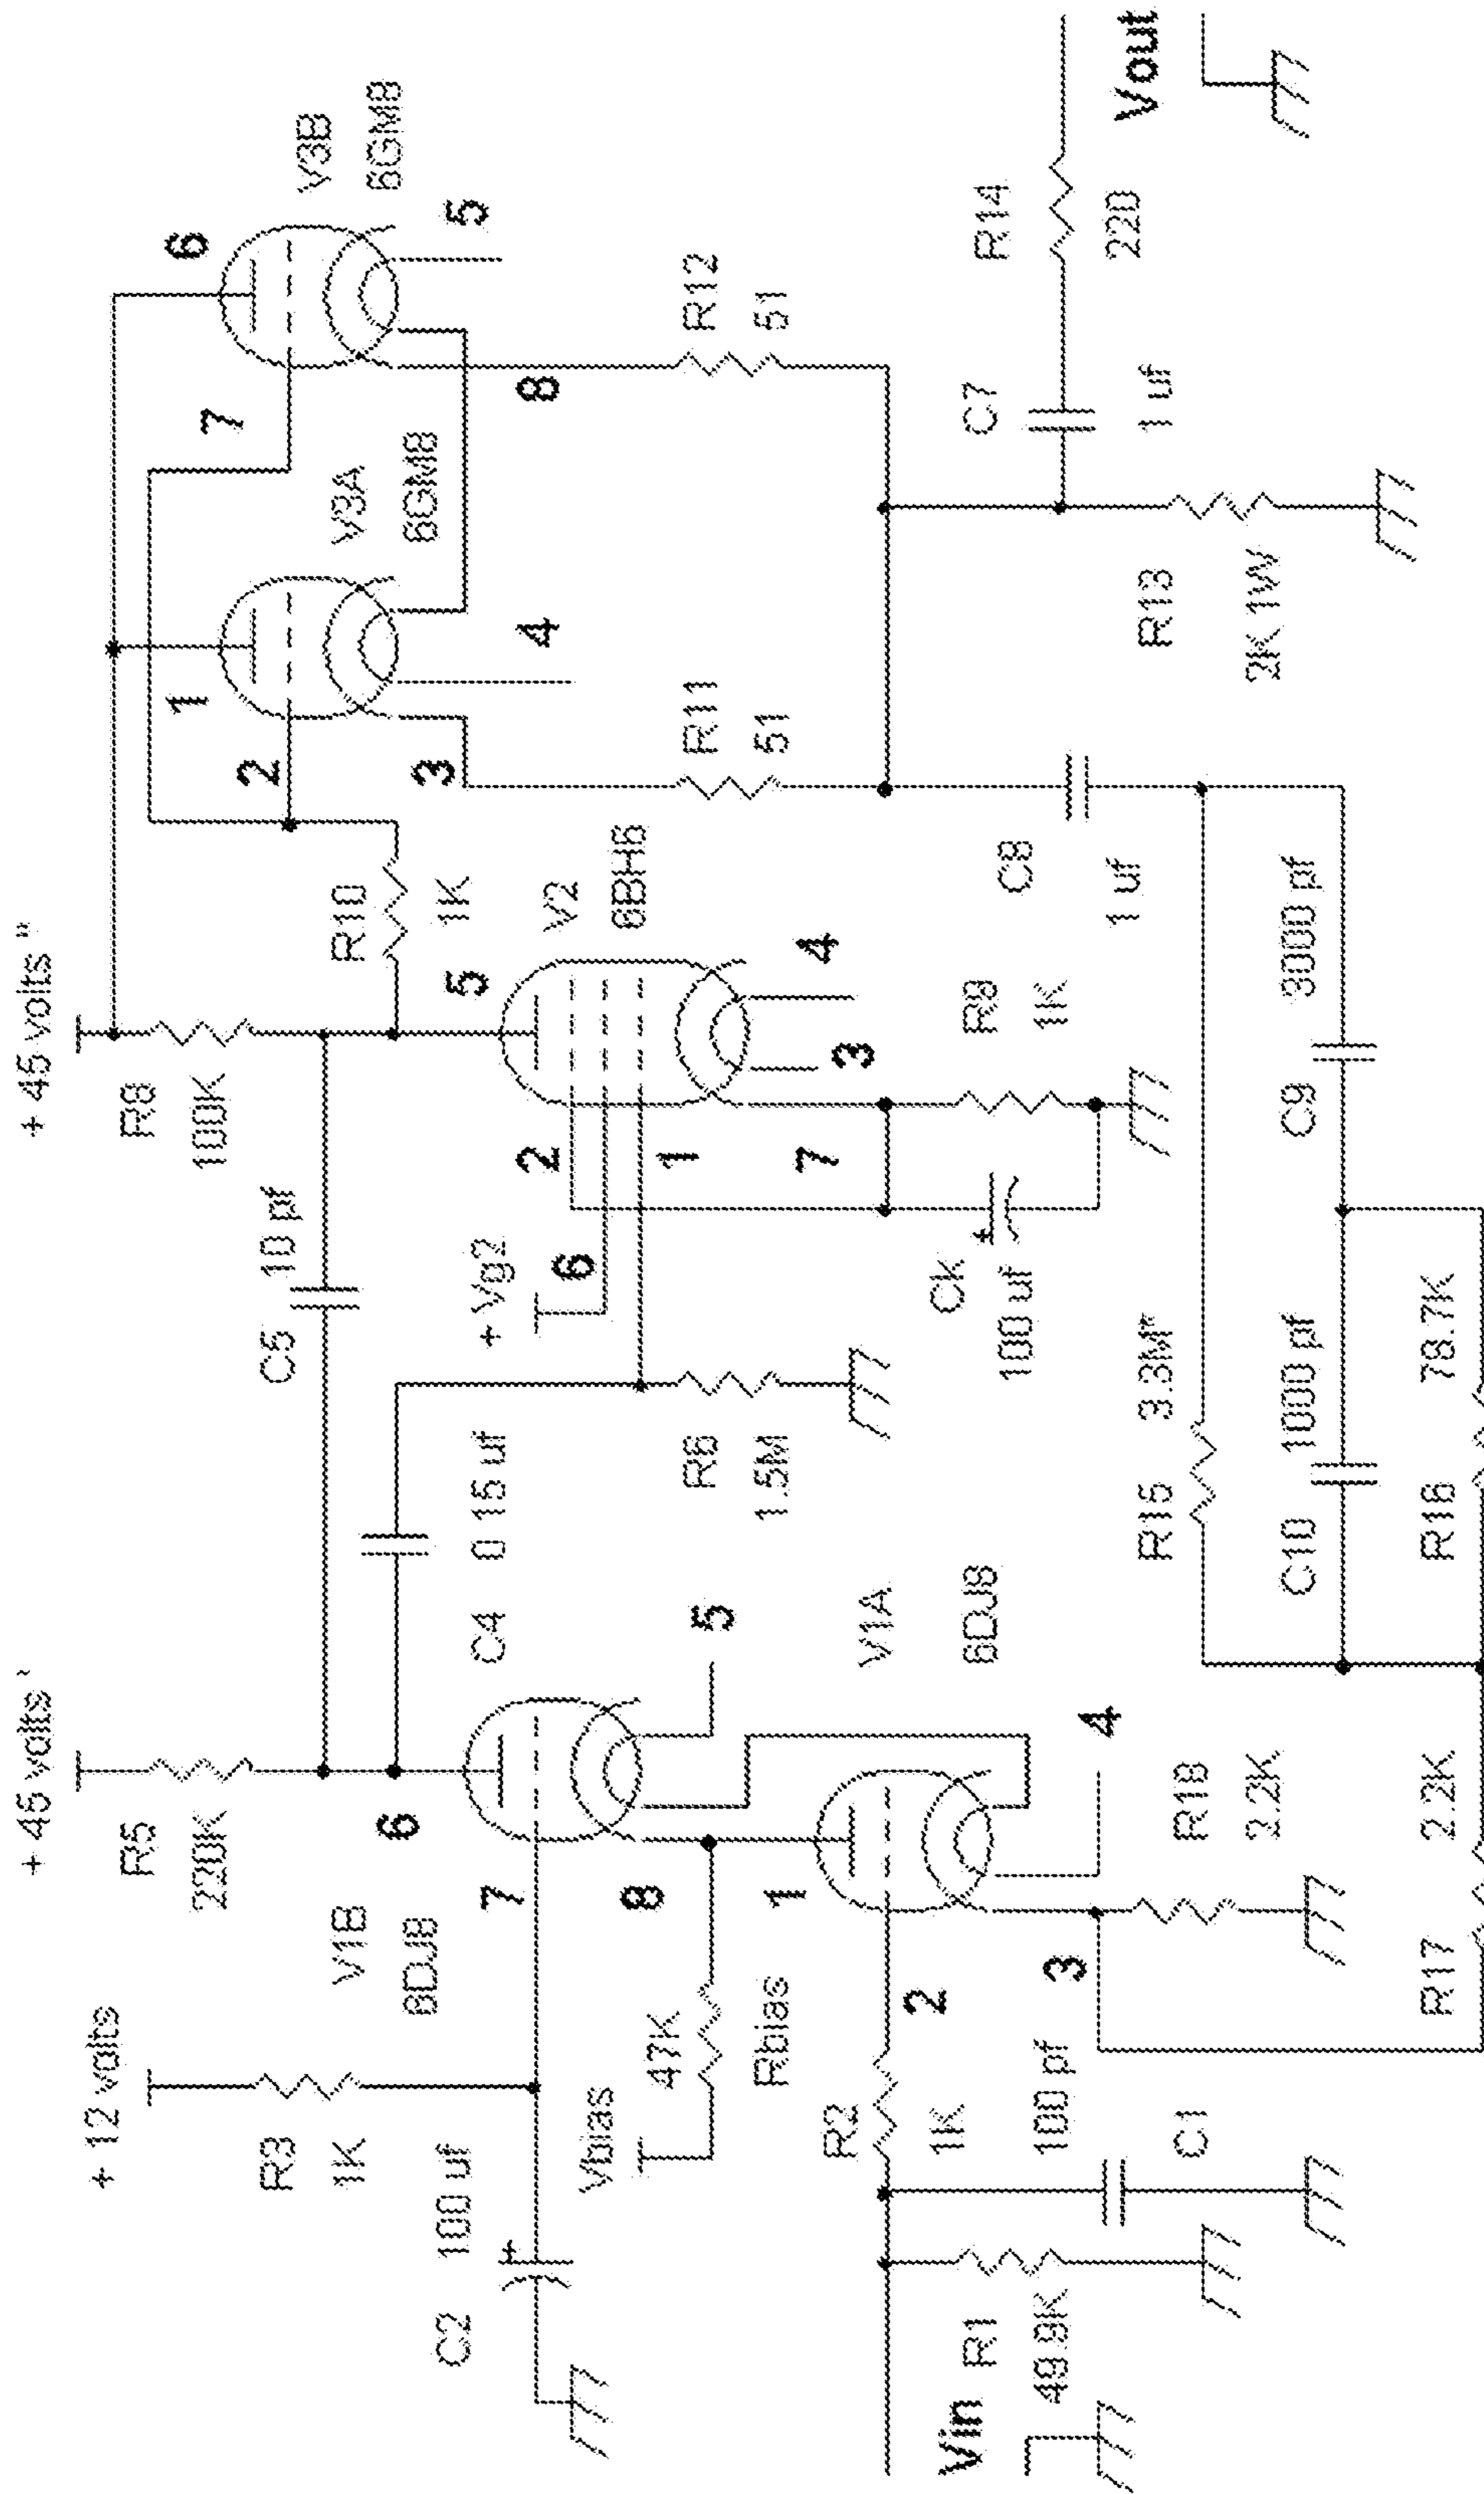 + 12 volts
+ 45 volts '
+ 45 volts "
R3
1K
R5
220K
R8
100K
V1B
6DJ8
C5
10 pf
R10
1K
V3A
6GM8
V3B
6GM8
1
2
3
4
6
7
5
8
C2
100 uf
6
7
8
5
C4
0 15 uf
+ Vg2
6
2
1
7
5
3
4
V2
6BH6
Vbias
47K
Rbias
R6
1.5M
R11
51
R12
51
R2
1K
1
2
3
4
V1A
6DJ8
Ck
100 uf
R9
1K
C8
1 uf
C7
1 uf
R14
220
Vout
Vin
R1
49.9K
100 pf
C1
R18
2.2K
R15
3.3M*
R13
2K 1W
C10
1000 pf
C9
3000 pf
R17
2.2K
R16
78.7K